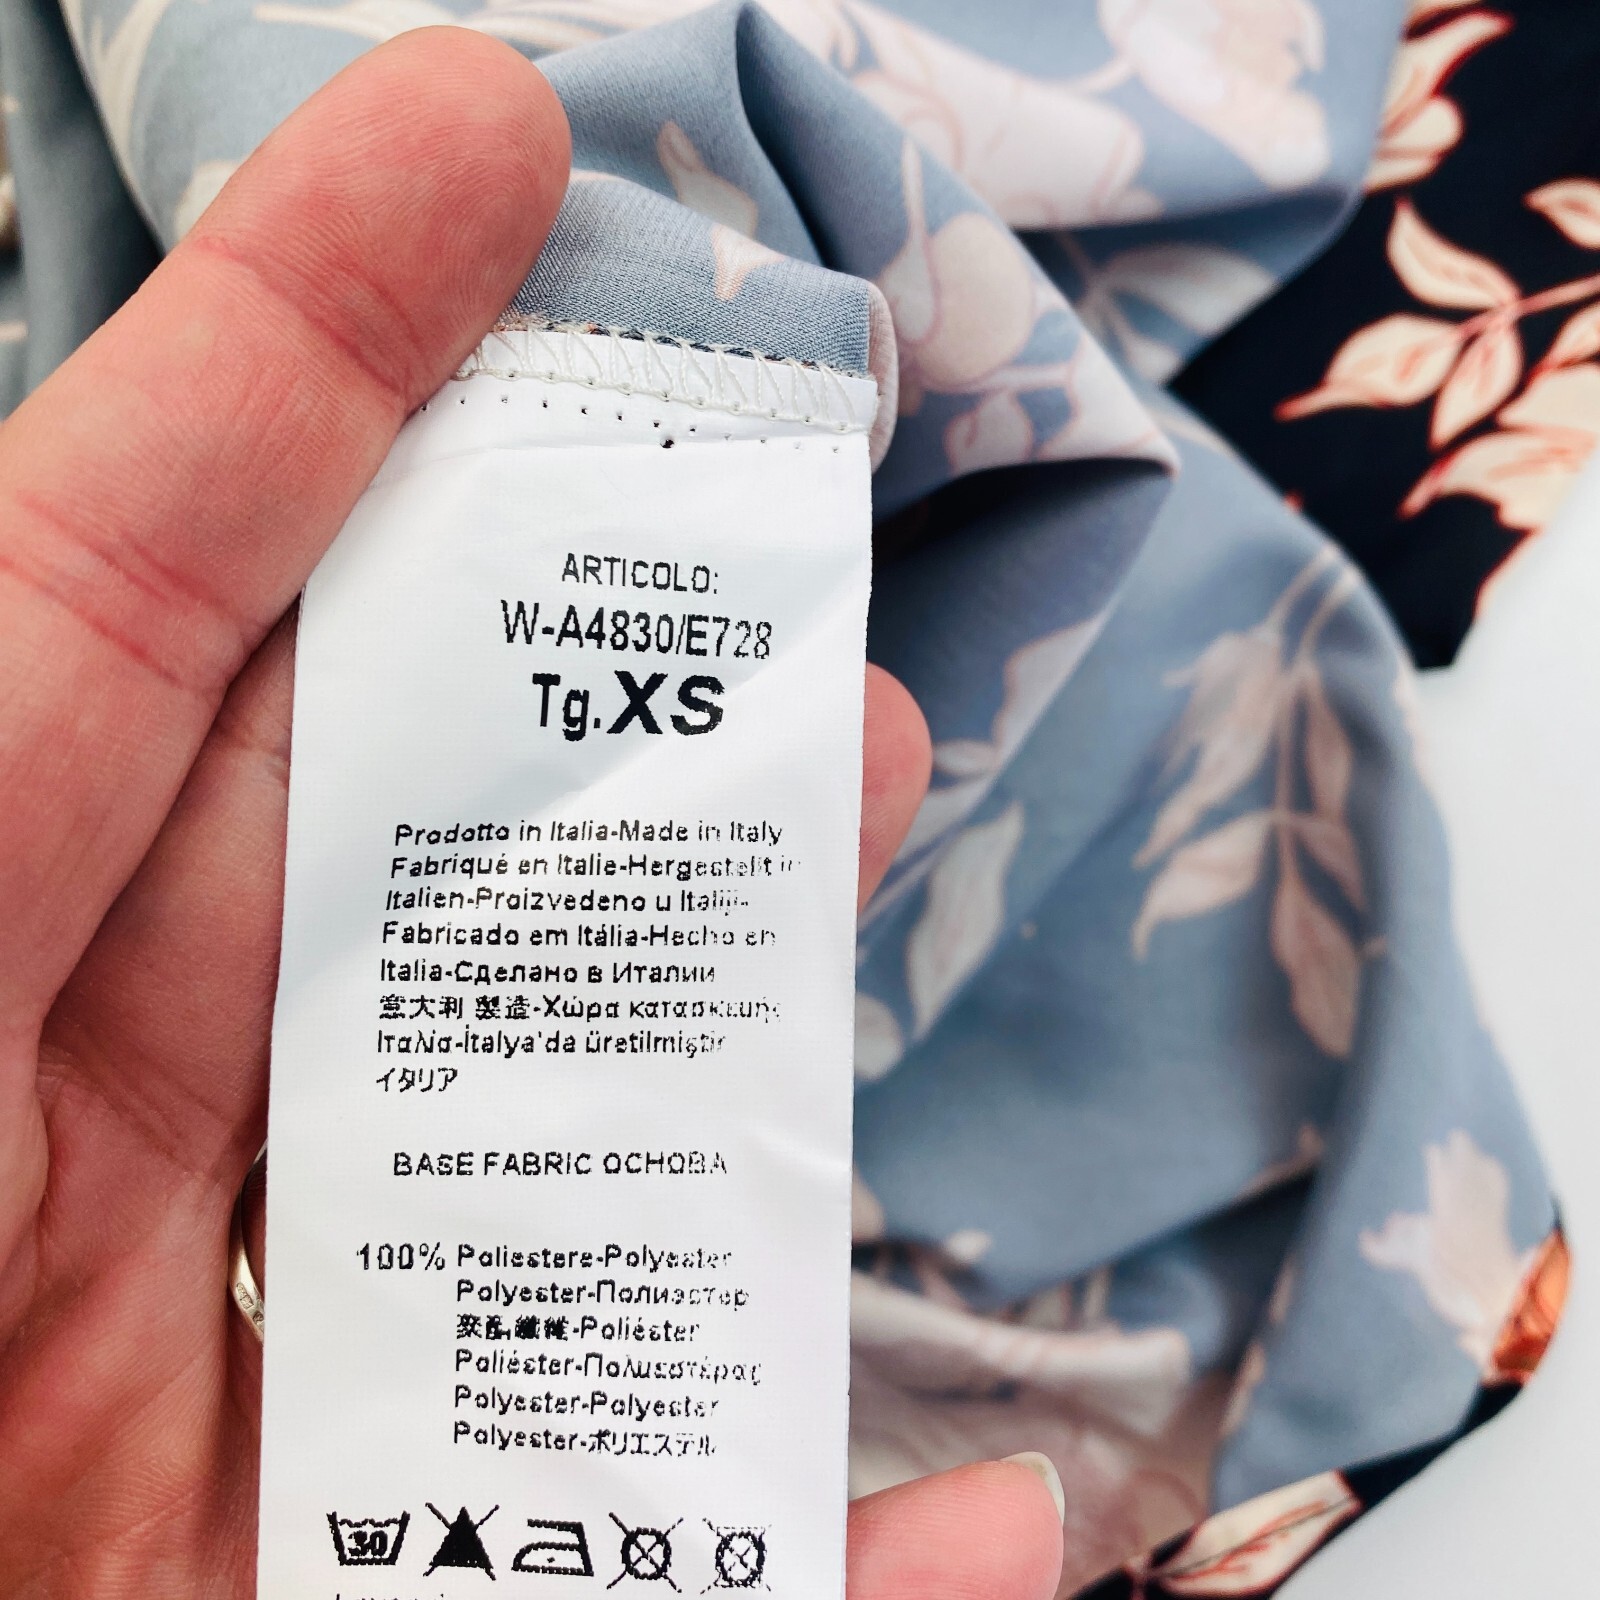 ARTICOLO:
W-A4830/E728
Tg.XS
Prodotto in Italia-Made in Italy
Fabriqué en Italie-Hergestellt in
Italien-Proizvedeno u Italiji-
Fabricado em Itália-Hecho en
Italia-Сделано в Италии
意大利 製造-Χώρα κατασκευής
Ιταλία-İtalya'da üretilmiştir
イタリア
BASE FABRIC ОСНОВА
100% Poliestere-Polyester
Polyester-Полиэстер
聚酯纖維-Poliéster
Poliéster-Πολυεστέρας
Polyester-Polyester
Polyester-ポリエステル
30